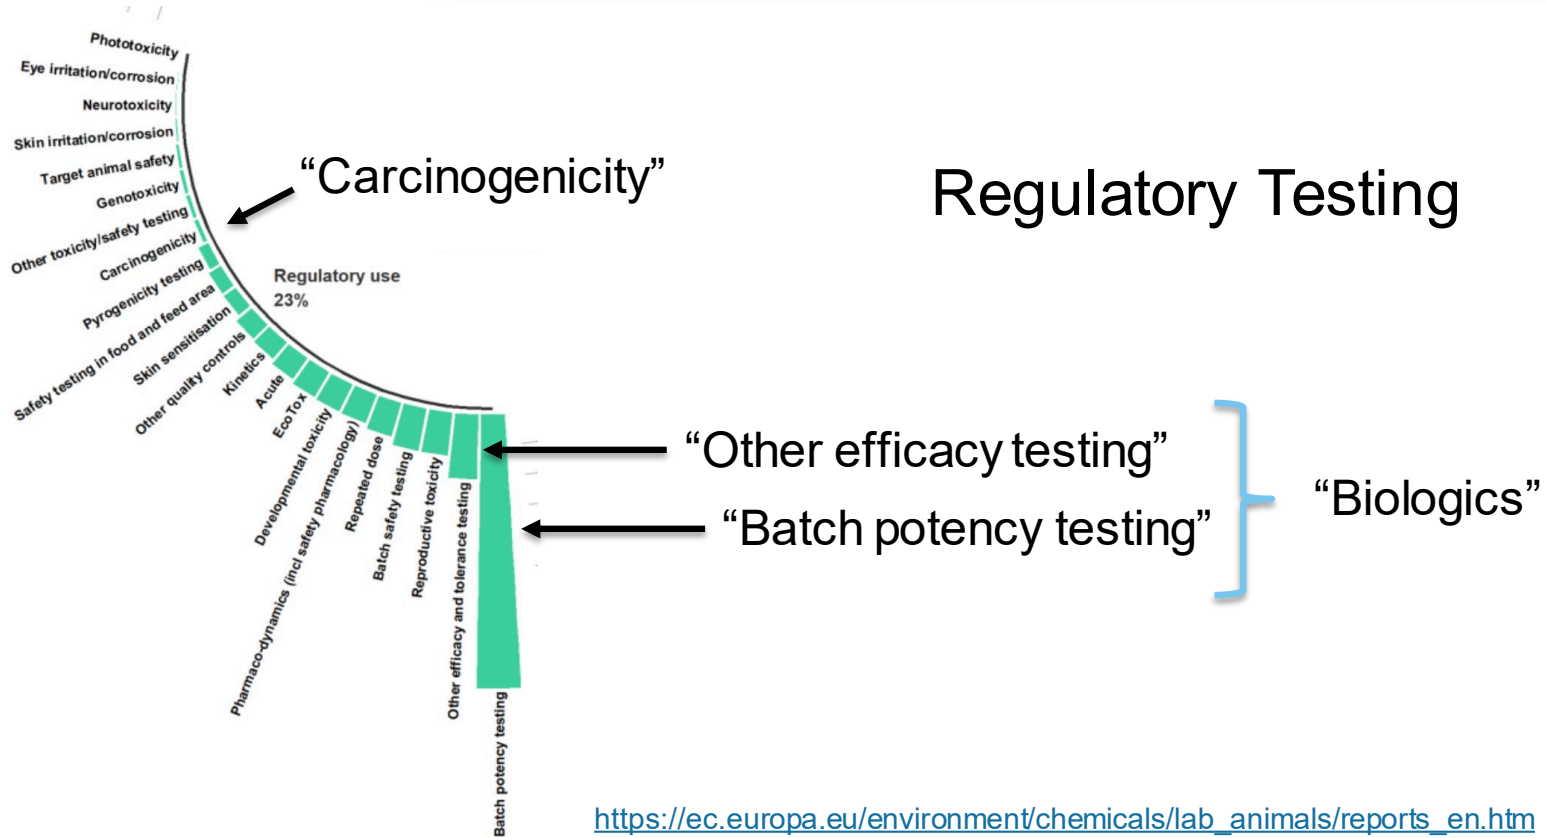 Phototoxicity
Eye irritation/corrosion
Neurotoxicity
Skin irritation/corrosion
Target animal safety
Genotoxicity
Other toxicity/safety testing
Carcinogenicity
Pyrogenicity testing
Safety testing in food and feed area
Skin sensitisation
Other quality controls
Kinetics
Acute
EcoTox
Developmental toxicity
Pharmaco-dynamics (incl safety pharmacology)
Repeated dose
Batch safety testing
Reproductive toxicity
Other efficacy and tolerance testing
Batch potency testing
Regulatory use
23%
“Carcinogenicity”
Regulatory Testing
“Other efficacy testing”
“Batch potency testing”
“Biologics”
https://ec.europa.eu/environment/chemicals/lab_animals/reports_en.htm